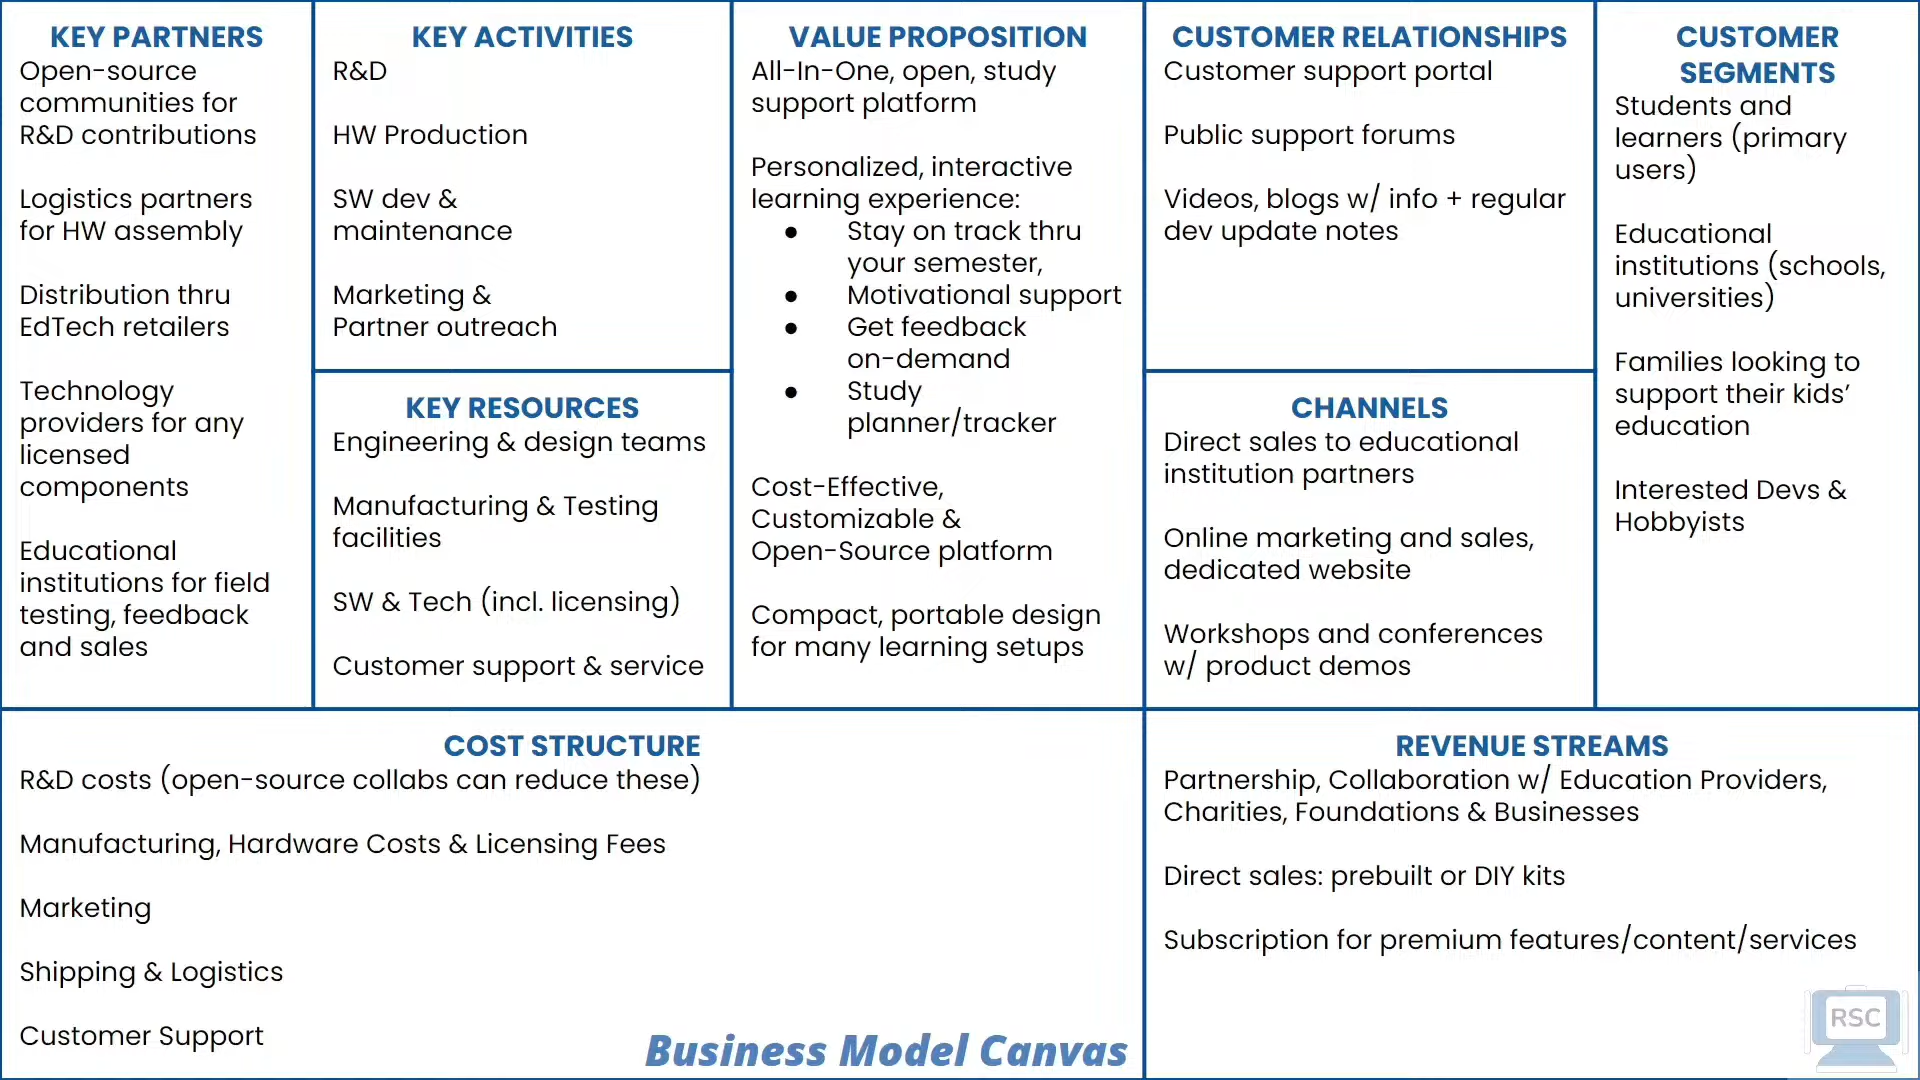 KEY PARTNERS
Open-source
communities for
R&D contributions
Logistics partners
for HW assembly
Distribution thru
EdTech retailers
Technology
providers for any
licensed
components
Educational
institutions for field
testing, feedback
and sales
KEY ACTIVITIES
R&D
HW Production
SW dev &
maintenance
Marketing &
Partner outreach
KEY RESOURCES
Engineering & design teams
Manufacturing & Testing
facilities
SW & Tech (incl. licensing)
Customer support & service
VALUE PROPOSITION
All-In-One, open, study
support platform
Personalized, interactive
learning experience:
● Stay on track thru
your semester,
● Motivational support
● Get feedback
on-demand
● Study
planner/tracker
Cost-Effective,
Customizable &
Open-Source platform
Compact, portable design
for many learning setups
CUSTOMER RELATIONSHIPS
Customer support portal
Public support forums
Videos, blogs w/ info + regular
dev update notes
CHANNELS
Direct sales to educational
institution partners
Online marketing and sales,
dedicated website
Workshops and conferences
w/ product demos
CUSTOMER
SEGMENTS
Students and
learners (primary
users)
Educational
institutions (schools,
universities)
Families looking to
support their kids’
education
Interested Devs &
Hobbyists
COST STRUCTURE
R&D costs (open-source collabs can reduce these)
Manufacturing, Hardware Costs & Licensing Fees
Marketing
Shipping & Logistics
Customer Support
Business Model Canvas
REVENUE STREAMS
Partnership, Collaboration w/ Education Providers,
Charities, Foundations & Businesses
Direct sales: prebuilt or DIY kits
Subscription for premium features/content/services
RSC